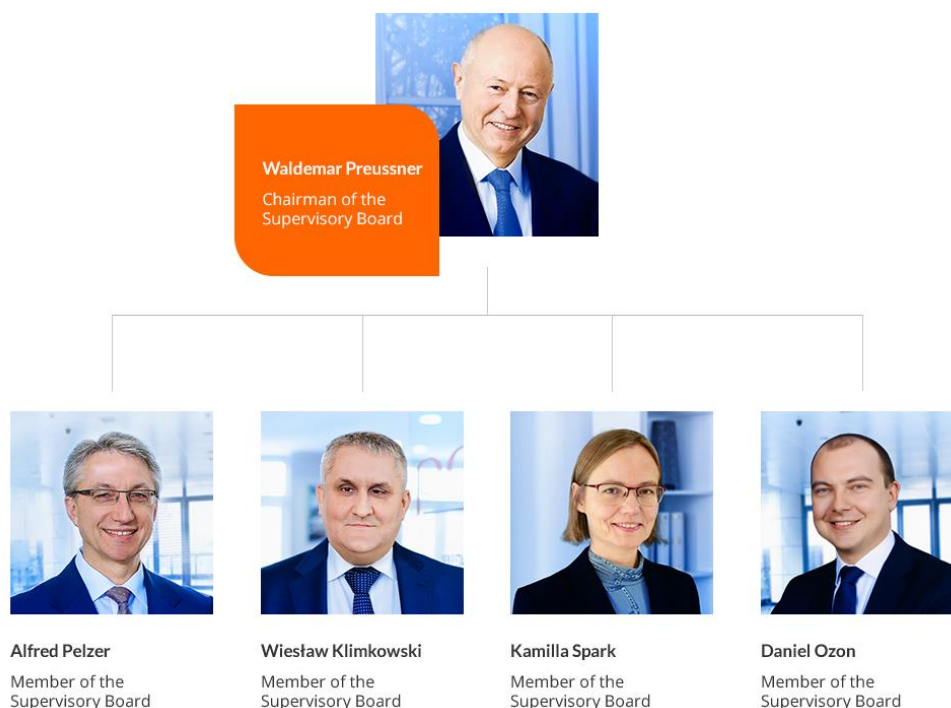 Waldemar Preussner
Chairman of the
Supervisory Board
Alfred Pelzer
Member of the
Supervisory Board
Wiesław Klimkowski
Member of the
Supervisory Board
Kamilla Spark
Member of the
Supervisory Board
Daniel Ozon
Member of the
Supervisory Board